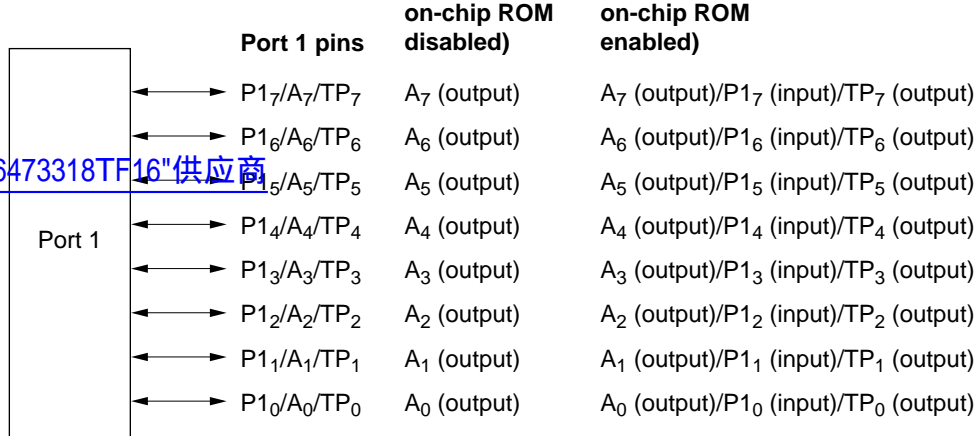 on-chip ROM on-chip ROM
Port 1 pins disabled) enabled)
P1₇/A₇/TP₇ A₇ (output) A₇ (output)/P1₇ (input)/TP₇ (output)
P1₆/A₆/TP₆ A₆ (output) A₆ (output)/P1₆ (input)/TP₆ (output)
6473318TF16"供应商
P1₅/A₅/TP₅ A₅ (output) A₅ (output)/P1₅ (input)/TP₅ (output)
Port 1
P1₄/A₄/TP₄ A₄ (output) A₄ (output)/P1₄ (input)/TP₄ (output)
P1₃/A₃/TP₃ A₃ (output) A₃ (output)/P1₃ (input)/TP₃ (output)
P1₂/A₂/TP₂ A₂ (output) A₂ (output)/P1₂ (input)/TP₂ (output)
P1₁/A₁/TP₁ A₁ (output) A₁ (output)/P1₁ (input)/TP₁ (output)
P1₀/A₀/TP₀ A₀ (output) A₀ (output)/P1₀ (input)/TP₀ (output)